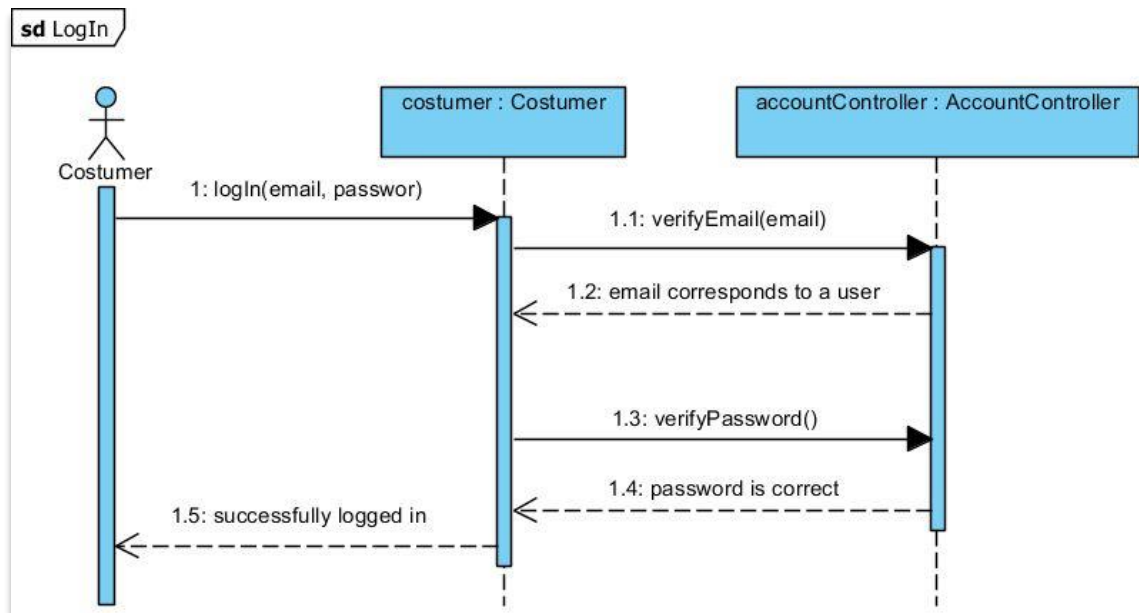 sd LogIn
costumer : Costumer
accountController : AccountController
Costumer
1: logIn(email, passwor)
1.1: verifyEmail(email)
1.2: email corresponds to a user
1.3: verifyPassword()
1.4: password is correct
1.5: successfully logged in